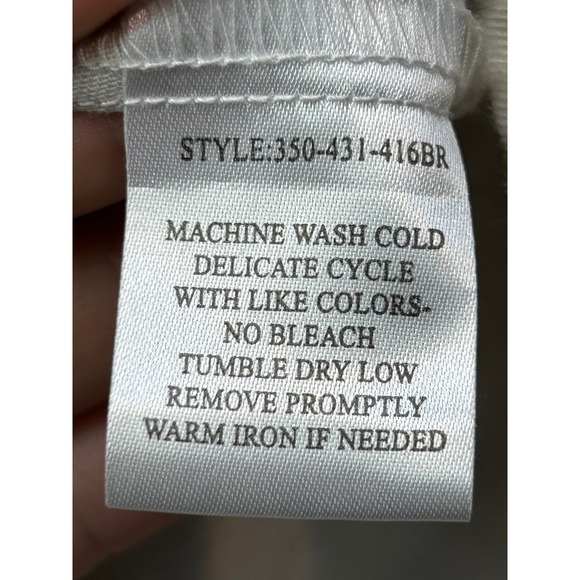 STYLE:350-431-416BR
MACHINE WASH COLD
DELICATE CYCLE
WITH LIKE COLORS-
NO BLEACH
TUMBLE DRY LOW
REMOVE PROMPTLY
WARM IRON IF NEEDED